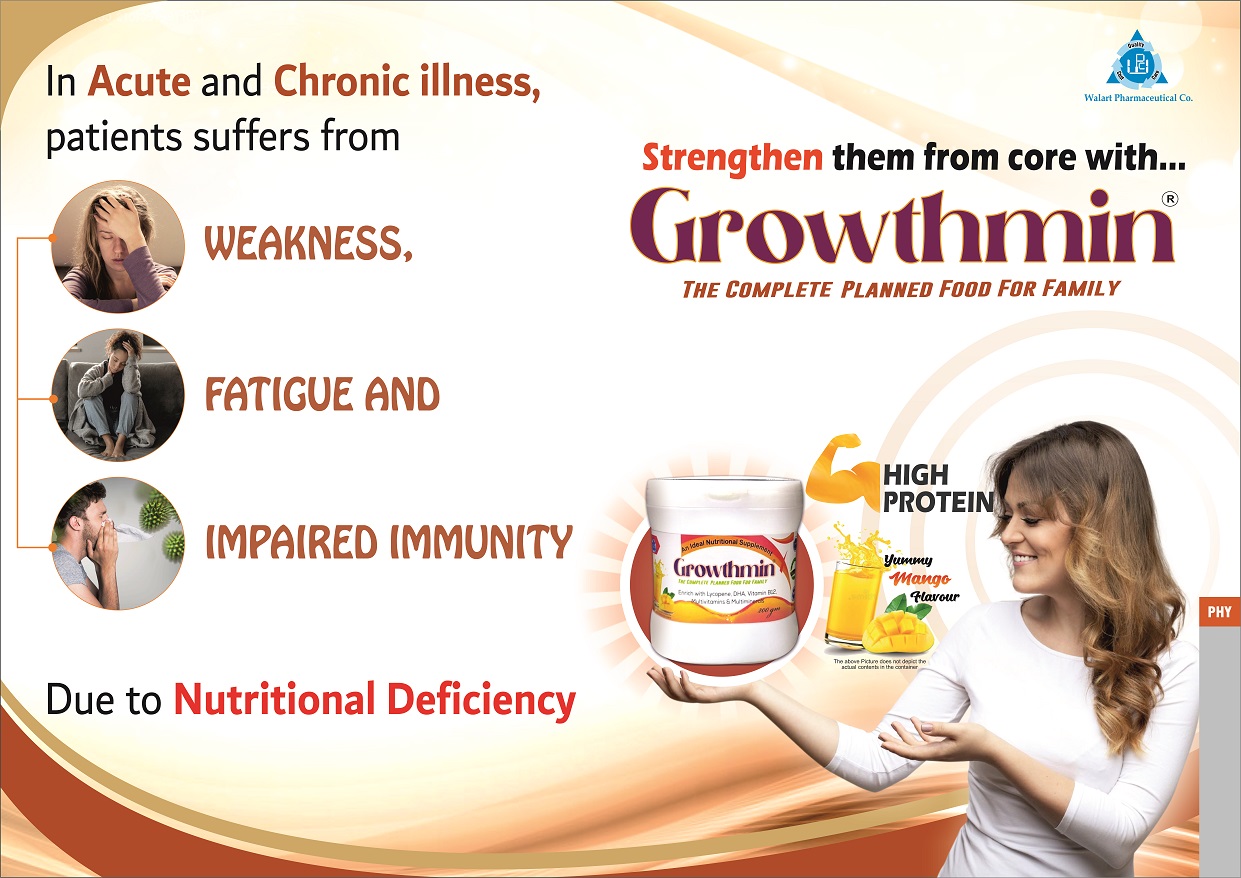 In Acute and Chronic illness,
patients suffers from
WEAKNESS,
FATIGUE AND
IMPAIRED IMMUNITY
Due to Nutritional Deficiency
Quality
Walart Pharmaceutical Co.
Strengthen them from core with...
Growthmin®
THE COMPLETE PLANNED FOOD FOR FAMILY
HIGH
PROTEIN
An Ideal Nutritional Supplement
Growthmin
THE COMPLETE PLANNED FOOD FOR FAMILY
Enrich with Lycopene, DHA, Vitamin B12,
Multivitamins & Multiminerals
200 gm
Yummy
Mango
Flavour
The above Picture does not depict the
actual contents in the container
PHY